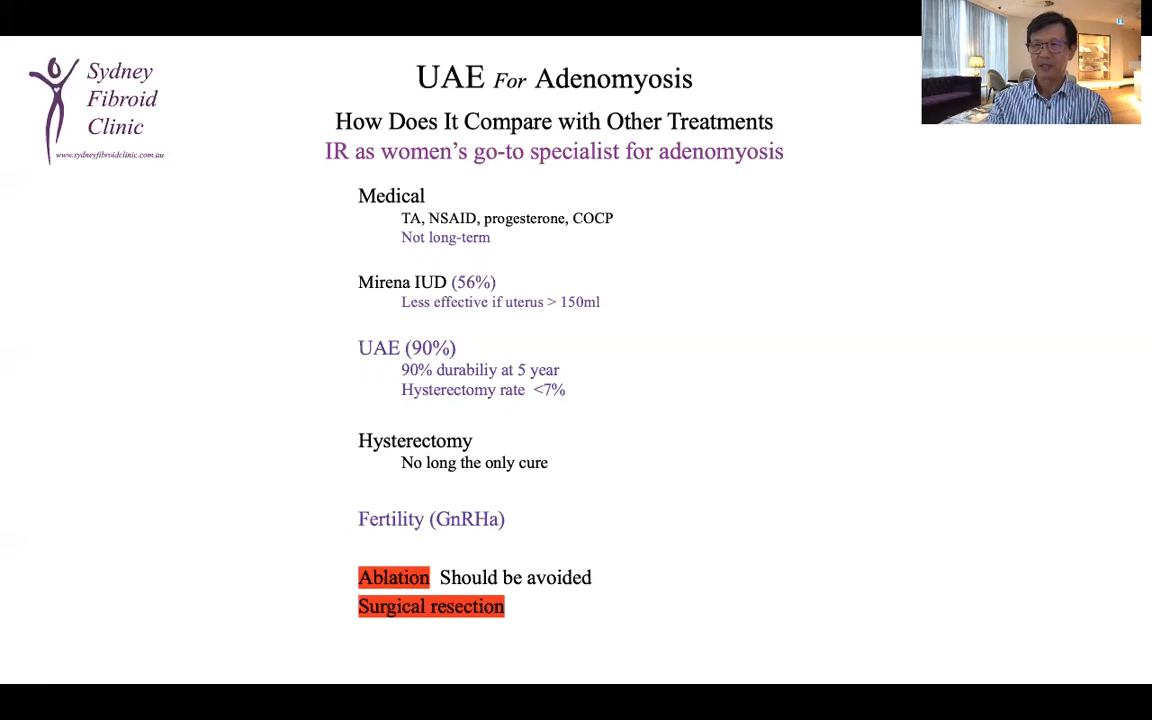 Sydney
Fibroid
Clinic
www.sydneyfibroidclinic.com.au
UAE For Adenomyosis
How Does It Compare with Other Treatments
IR as women's go-to specialist for adenomyosis
Medical
TA, NSAID, progesterone, COCP
Not long-term
Mirena IUD (56%)
Less effective if uterus > 150ml
UAE (90%)
90% durabiliy at 5 year
Hysterectomy rate <7%
Hysterectomy
No long the only cure
Fertility (GnRHa)
Ablation Should be avoided
Surgical resection